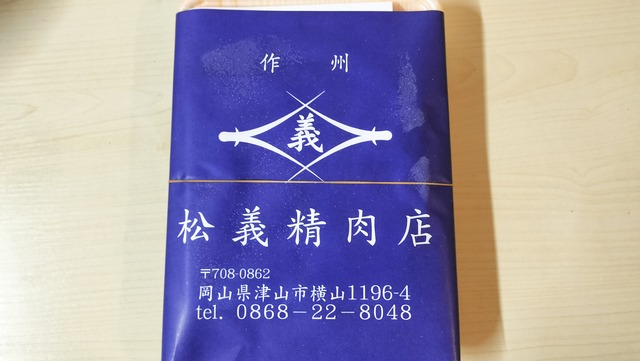 作州
義
松義精肉店
〒708-0862
岡山県津山市横山1196-4
tel. 0868－22－8048